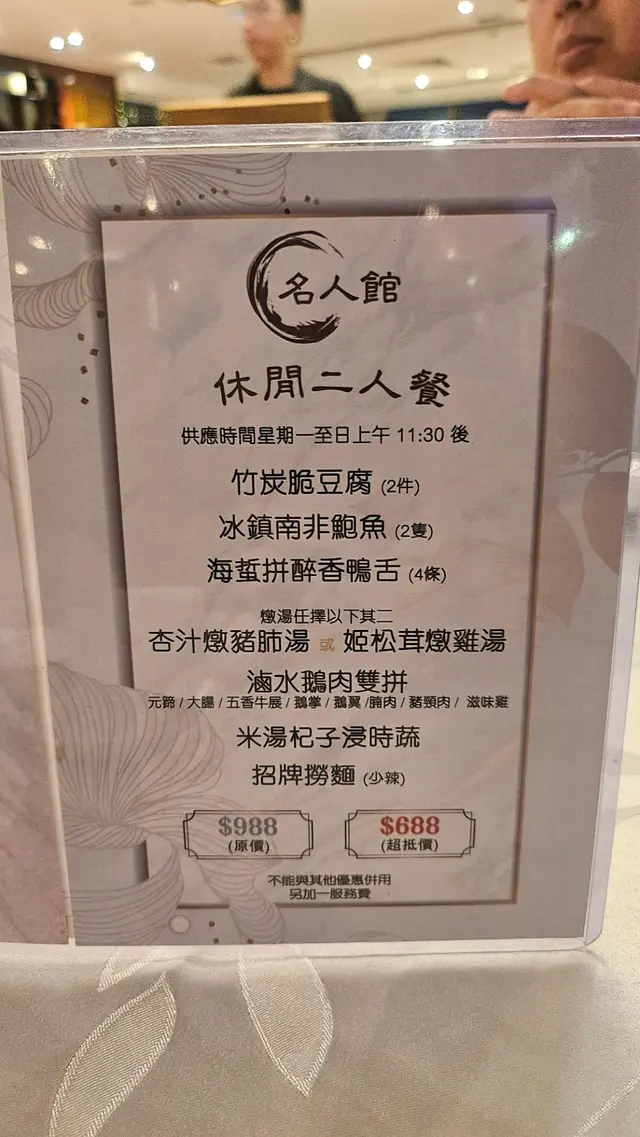 名人館
休閒二人餐
供應時間星期一至日上午 11:30 後
竹炭脆豆腐 (2件)
冰鎮南非鮑魚 (2隻)
海蜇拼醉香鴨舌 (4條)
燉湯任擇以下其二
杏汁燉豬肺湯 或 姬松茸燉雞湯
滷水鵝肉雙拼
元蹄 / 大腸 / 五香牛展 / 鵝掌 / 鵝翼 / 腩肉 / 豬頸肉 / 滋味雞
米湯杞子浸時蔬
招牌撈麵 (少辣)
$988 $688
(原價) (超抵價)
不能與其他優惠併用
另加一服務費